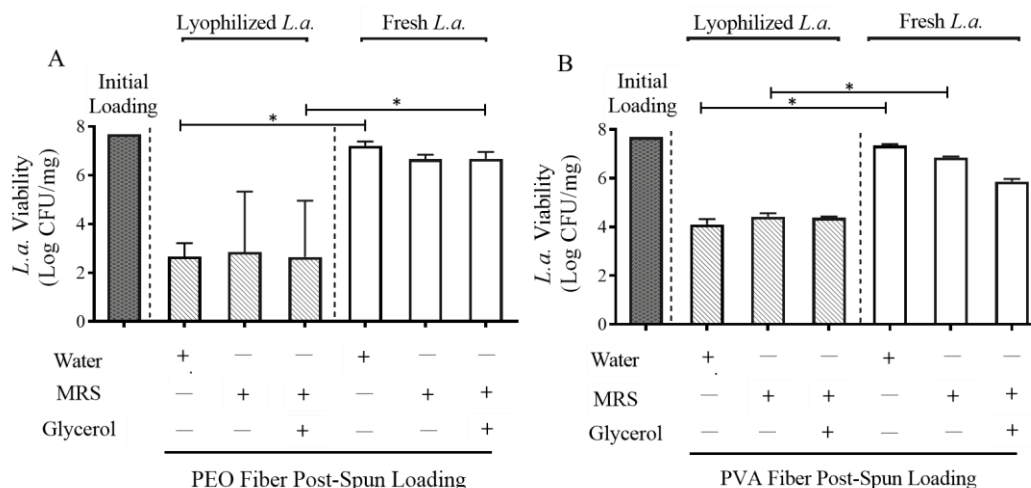 Lyophilized L.a. Fresh L.a.
A
Initial
Loading
*
*
8
6
4
2
0
L.a. Viability
(Log CFU/mg)
Water + — — + — —
MRS — + + — + +
Glycerol — — + — — +
PEO Fiber Post-Spun Loading
Lyophilized L.a. Fresh L.a.
B
Initial
Loading
*
*
8
6
4
2
0
L.a. Viability
(Log CFU/mg)
Water + — — + — —
MRS — + + — + +
Glycerol — — + — — +
PVA Fiber Post-Spun Loading